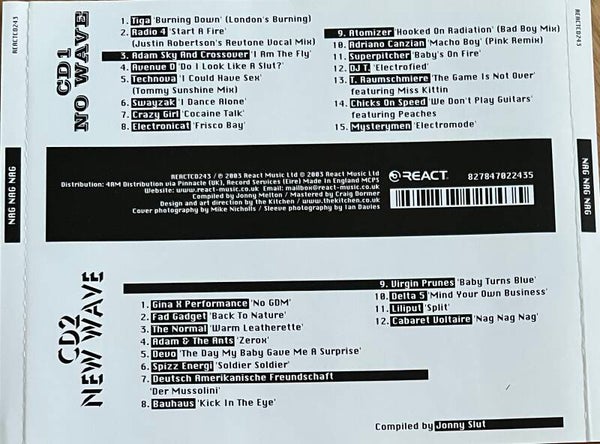 REACTCD243
NAG NAG NAG
CD1
NO WAVE
1. Tiga 'Burning Down' (London's Burning)
2. Radio 4 'Start A Fire'
(Justin Robertson's Revtone Vocal Mix)
3. Adam Sky And Crossover 'I Am The Fly'
4. Avenue D 'Do I Look Like A Slut?'
5. Technova 'I Could Have Sex'
(Tommy Sunshine Mix)
6. Swayzak 'I Dance Alone'
7. Crazy Girl 'Cocaine Talk'
8. Electronicat 'Frisco Bay'
9. Atomizer 'Hooked On Radiation' (Bad Boy Mix)
10. Adriano Canzian 'Macho Boy' (Pink Remix)
11. Superpitcher 'Baby's On Fire'
12. DJ T. 'Electrofied'
13. T. Raumschmiere 'The Game Is Not Over'
featuring Miss Kittin
14. Chicks On Speed 'We Don't Play Guitars'
featuring Peaches
15. Mysterymen 'Electromode'
REACTCD243 / ℗ 2003 React Music Ltd © 2003 React Music Ltd
Distribution: 4AM Distribution via Pinnacle (UK), Record Services (Eire) Made in England MCPS
Website: www.react-music.co.uk Email: mailbox@react-music.co.uk
Compiled by Jonny Melton / Mastered by Craig Dormer
Design and art direction by the Kitchen / www.thekitchen.co.uk
Cover photography by Mike Nicholls / Sleeve photography by Ian Davies
REACT.
827847022435
CD2
NEW WAVE
1. Gina X Performance 'No GDM'
2. Fad Gadget 'Back To Nature'
3. The Normal 'Warm Leatherette'
4. Adam & The Ants 'Zerox'
5. Devo 'The Day My Baby Gave Me A Surprise'
6. Spizz Energi 'Soldier Soldier'
7. Deutsch Amerikanische Freundschaft
'Der Mussolini'
8. Bauhaus 'Kick In The Eye'
9. Virgin Prunes 'Baby Turns Blue'
10. Delta 5 'Mind Your Own Business'
11. Liliput 'Split'
12. Cabaret Voltaire 'Nag Nag Nag'
Compiled by Jonny Slut
REACTCD243
NAG NAG NAG